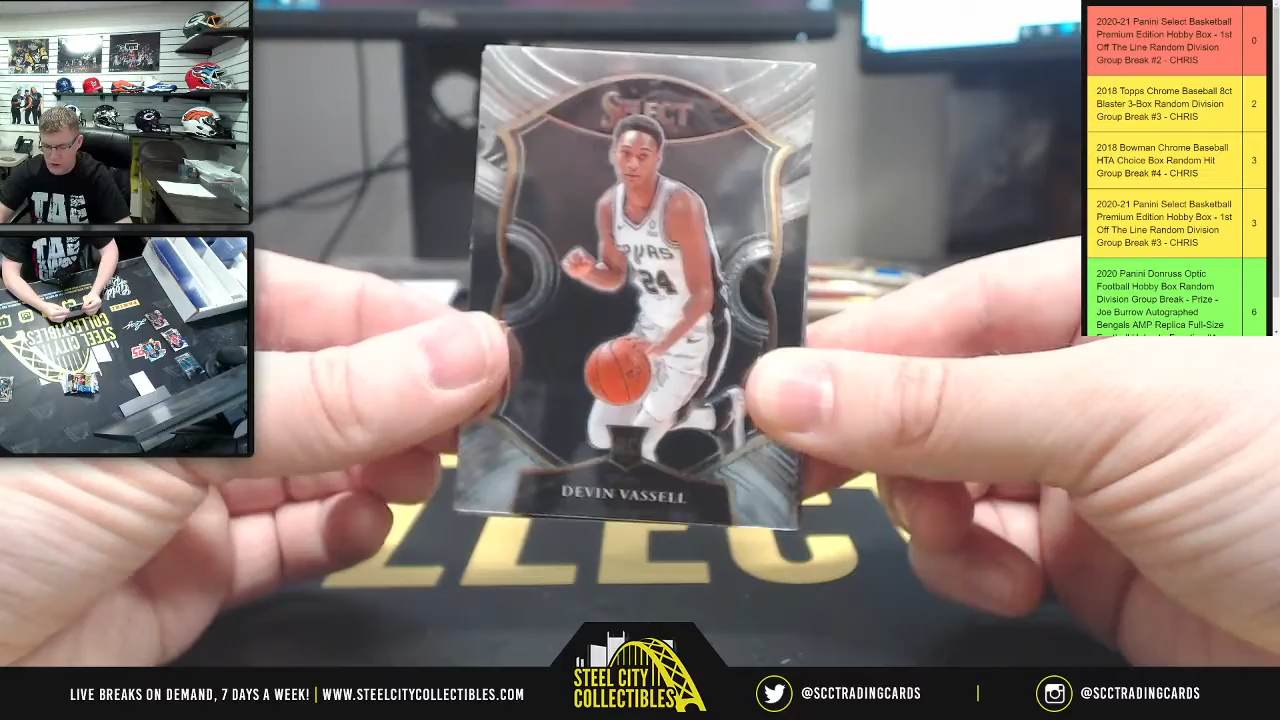 2020-21 Panini Select Basketball
Premium Edition Hobby Box - 1st
Off The Line Random Division
Group Break #2 - CHRIS
0
2018 Topps Chrome Baseball 8ct
Blaster 3-Box Random Division
Group Break #3 - CHRIS
2
2018 Bowman Chrome Baseball
HTA Choice Box Random Hit
Group Break #4 - CHRIS
3
2020-21 Panini Select Basketball
Premium Edition Hobby Box - 1st
Off The Line Random Division
Group Break #3 - CHRIS
3
2020 Panini Donruss Optic
Football Hobby Box Random
Division Group Break - Prize -
Joe Burrow Autographed
Bengals AMP Replica Full-Size
6
SELECT
SPURS
24
RC
DEVIN VASSELL
STEEL CITY
COLLECTIBLES
LIVE BREAKS ON DEMAND, 7 DAYS A WEEK! | WWW.STEELCITYCOLLECTIBLES.COM
STEEL CITY
COLLECTIBLES
@SCCTRADINGCARDS | @SCCTRADINGCARDS